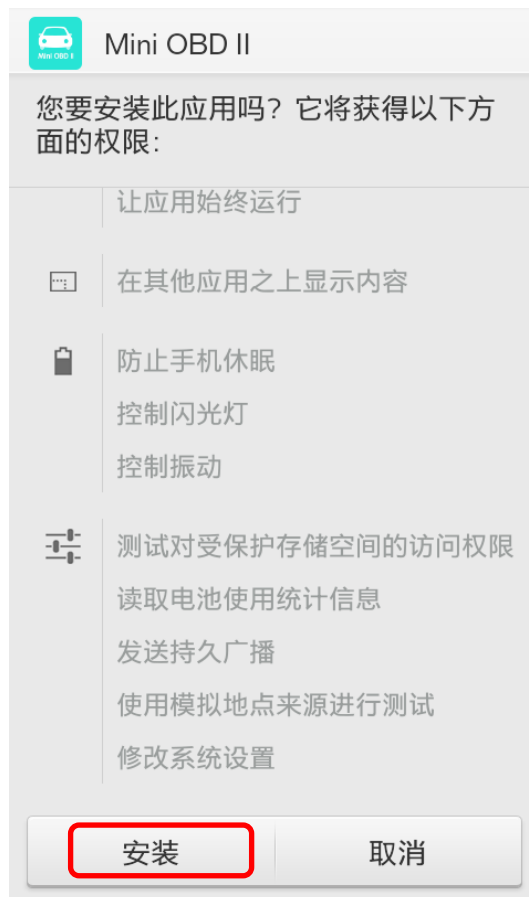 Mini OBD II
Mini OBD II
您要安装此应用吗？它将获得以下方
面的权限：
让应用始终运行
在其他应用之上显示内容
防止手机休眠
控制闪光灯
控制振动
测试对受保护存储空间的访问权限
读取电池使用统计信息
发送持久广播
使用模拟地点来源进行测试
修改系统设置
安装
取消